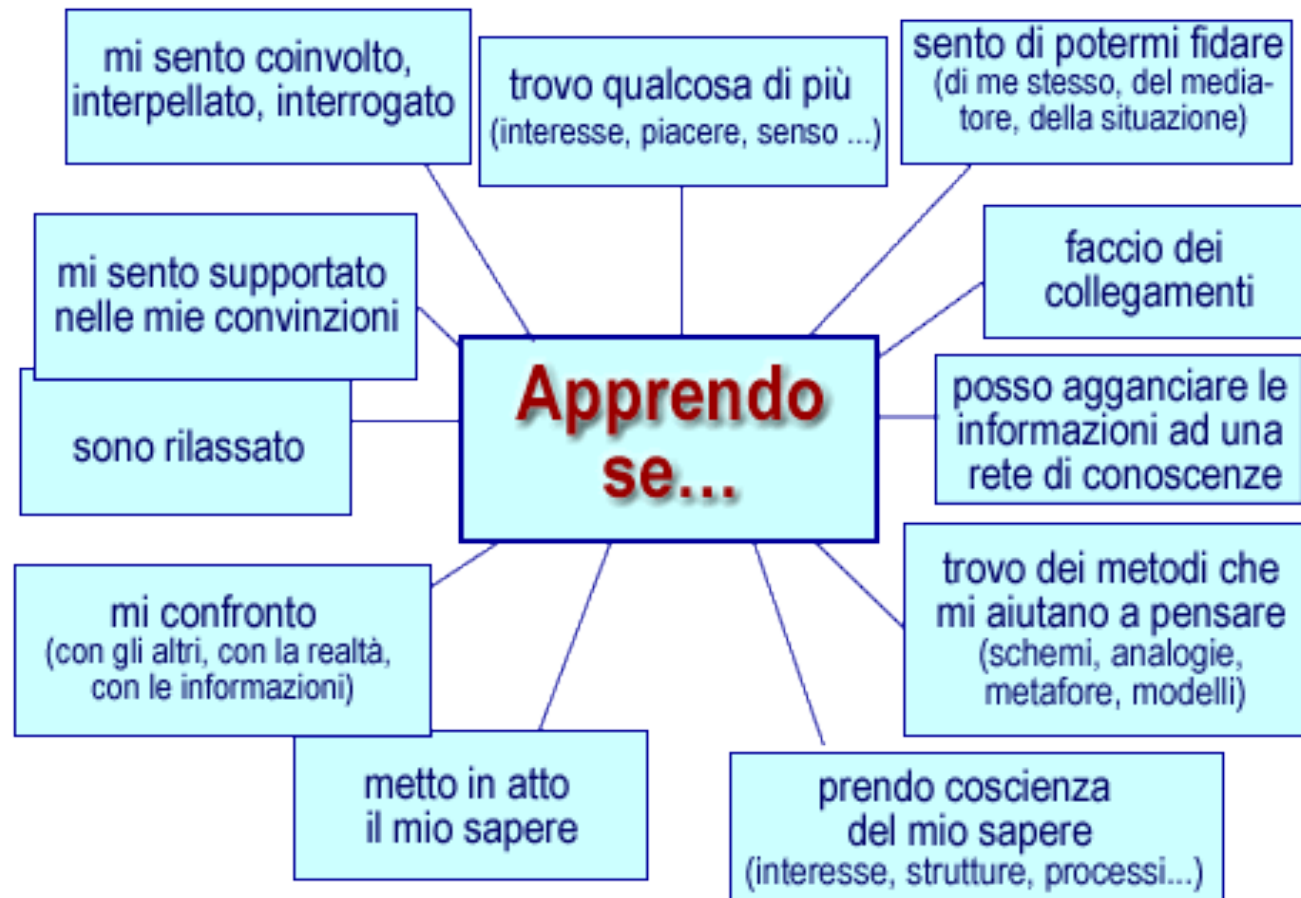 mi sento coinvolto,
interpellato, interrogato
trovo qualcosa di più
(interesse, piacere, senso ...)
sento di potermi fidare
(di me stesso, del media-
tore, della situazione)
mi sento supportato
nelle mie convinzioni
faccio dei
collegamenti
Apprendo
se...
sono rilassato
posso agganciare le
informazioni ad una
rete di conoscenze
mi confronto
(con gli altri, con la realtà,
con le informazioni)
trovo dei metodi che
mi aiutano a pensare
(schemi, analogie,
metafore, modelli)
metto in atto
il mio sapere
prendo coscienza
del mio sapere
(interesse, strutture, processi...)